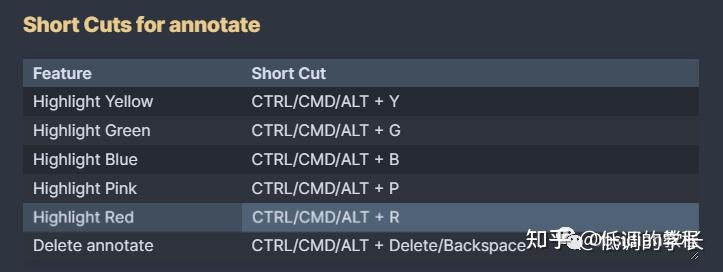 Short Cuts for annotate
Feature Short Cut
Highlight Yellow CTRL/CMD/ALT + Y
Highlight Green CTRL/CMD/ALT + G
Highlight Blue CTRL/CMD/ALT + B
Highlight Pink CTRL/CMD/ALT + P
Highlight Red CTRL/CMD/ALT + R
Delete annotate CTRL/CMD/ALT + Delete/Backspace
知乎 @低调的学长